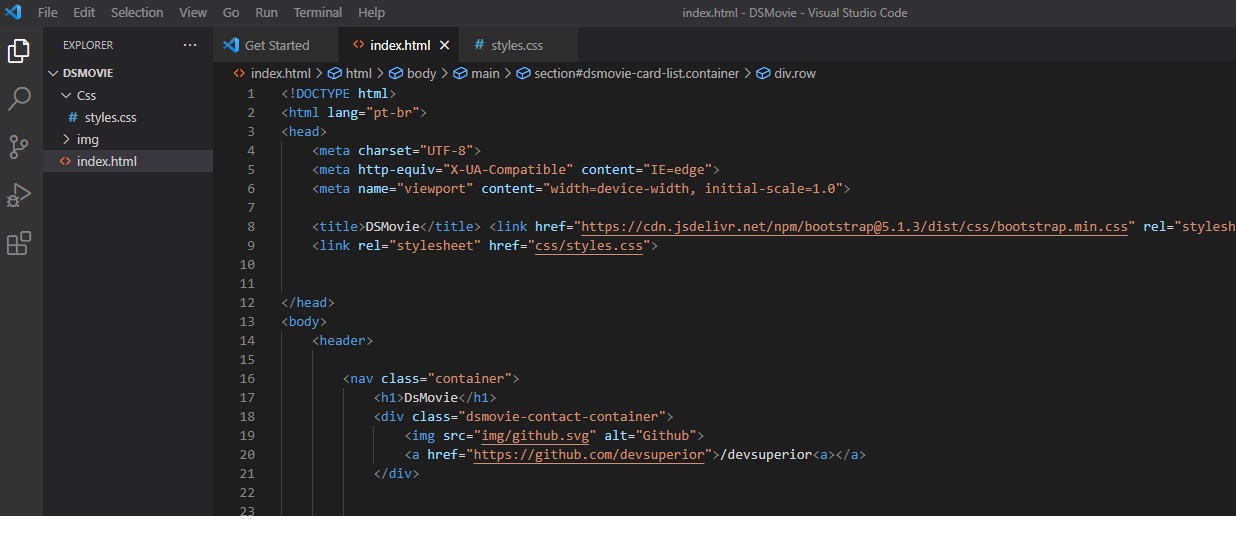 File Edit Selection View Go Run Terminal Help index.html - DSMovie - Visual Studio Code
EXPLORER ...
DSMOVIE
Css
# styles.css
img
<> index.html
Get Started <> index.html # styles.css
<> index.html > html > body > main > section#dsmovie-card-list.container > div.row
1 <!DOCTYPE html>
2 <html lang="pt-br">
3 <head>
4 <meta charset="UTF-8">
5 <meta http-equiv="X-UA-Compatible" content="IE=edge">
6 <meta name="viewport" content="width=device-width, initial-scale=1.0">
7
8 <title>DSMovie</title> <link href="https://cdn.jsdelivr.net/npm/bootstrap@5.1.3/dist/css/bootstrap.min.css" rel="stylesh
9 <link rel="stylesheet" href="css/styles.css">
10
11
12 </head>
13 <body>
14 <header>
15
16 <nav class="container">
17 <h1>DsMovie</h1>
18 <div class="dsmovie-contact-container">
19 <img src="img/github.svg" alt="Github">
20 <a href="https://github.com/devsuperior">/devsuperior<a></a>
21 </div>
22
23